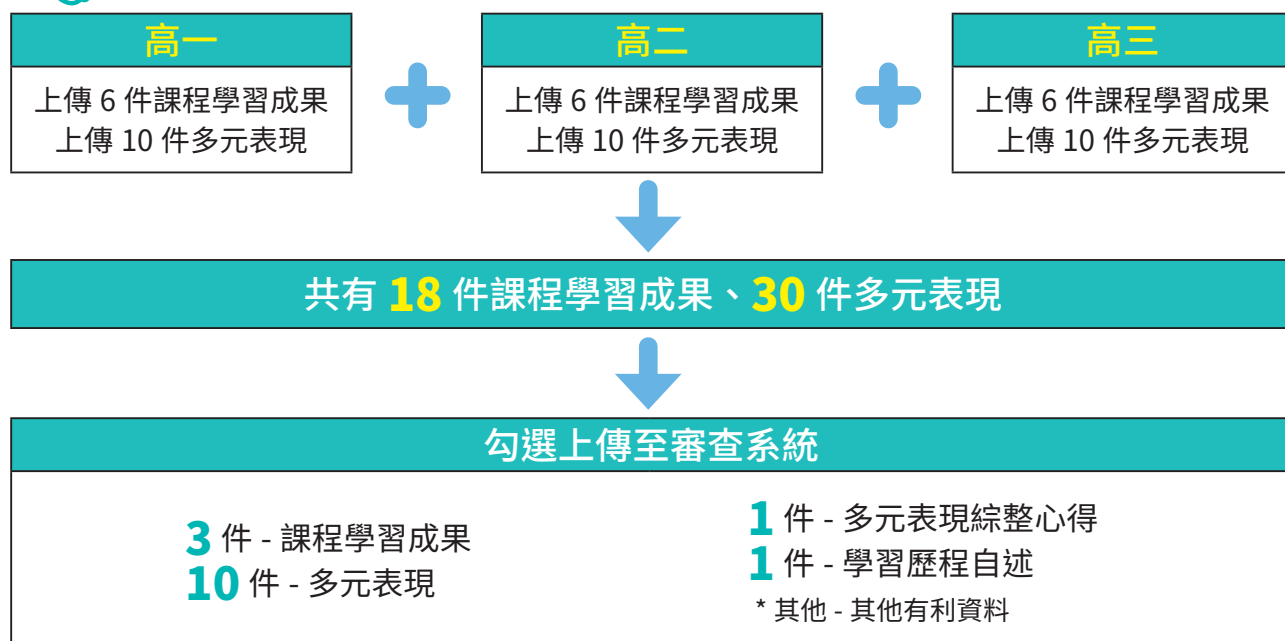 高一
上傳 6 件課程學習成果
上傳 10 件多元表現
高二
上傳 6 件課程學習成果
上傳 10 件多元表現
高三
上傳 6 件課程學習成果
上傳 10 件多元表現
共有 18 件課程學習成果、30 件多元表現
勾選上傳至審查系統
3 件 - 課程學習成果
10 件 - 多元表現
1 件 - 多元表現綜整心得
1 件 - 學習歷程自述
* 其他 - 其他有利資料